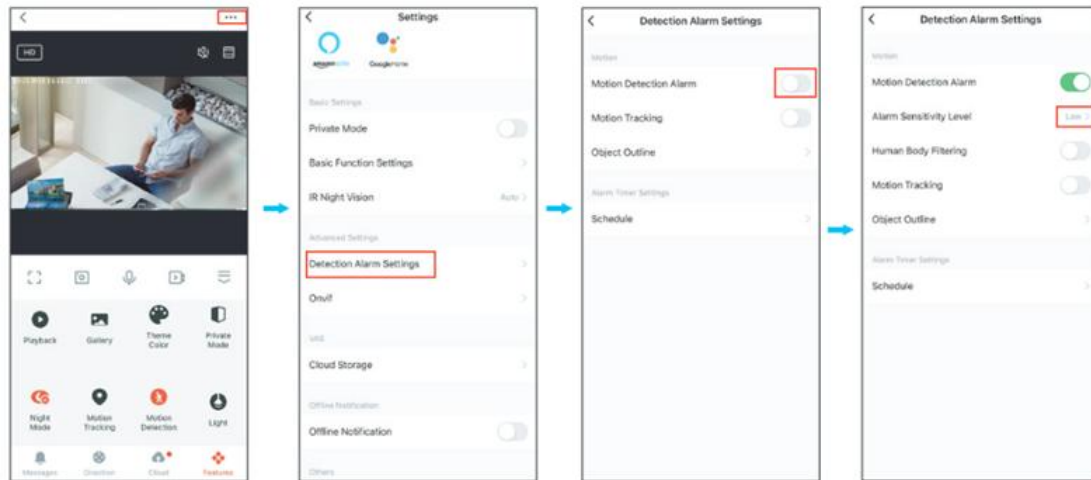 HD
Playback
Gallery
Theme Color
Private Mode
Night Mode
Motion Tracking
Motion Detection
Light
Messages
Direction
Cloud
Features
Settings
amazon alexa
GoogleHome
Basic Settings
Private Mode
Basic Function Settings
IR Night Vision
Auto
Advanced Settings
Detection Alarm Settings
Onvif
VAS
Cloud Storage
Offline Notification
Offline Notification
Others
Detection Alarm Settings
Motion
Motion Detection Alarm
Motion Tracking
Object Outline
Alarm Timer Settings
Schedule
Detection Alarm Settings
Motion
Motion Detection Alarm
Alarm Sensitivity Level
Low
Human Body Filtering
Motion Tracking
Object Outline
Alarm Timer Settings
Schedule